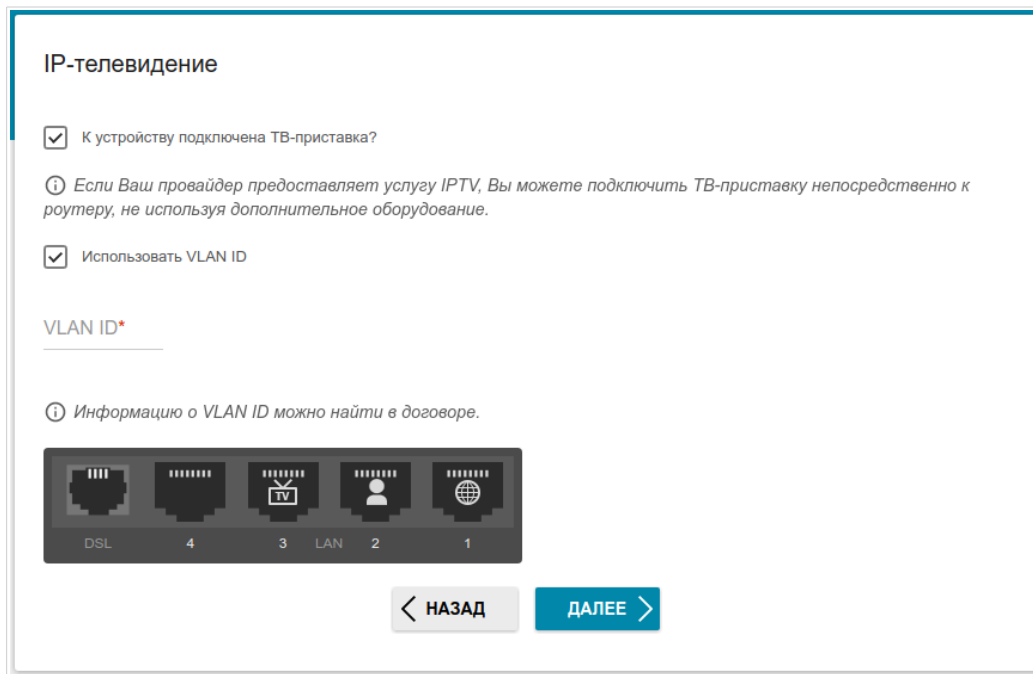 IP-телевидение
К устройству подключена ТВ-приставка?
Если Ваш провайдер предоставляет услугу IPTV, Вы можете подключить ТВ-приставку непосредственно к
роутеру, не используя дополнительное оборудование.
Использовать VLAN ID
VLAN ID*
Информацию о VLAN ID можно найти в договоре.
TV
DSL 4 3 LAN 2 1
НАЗАД ДАЛЕЕ